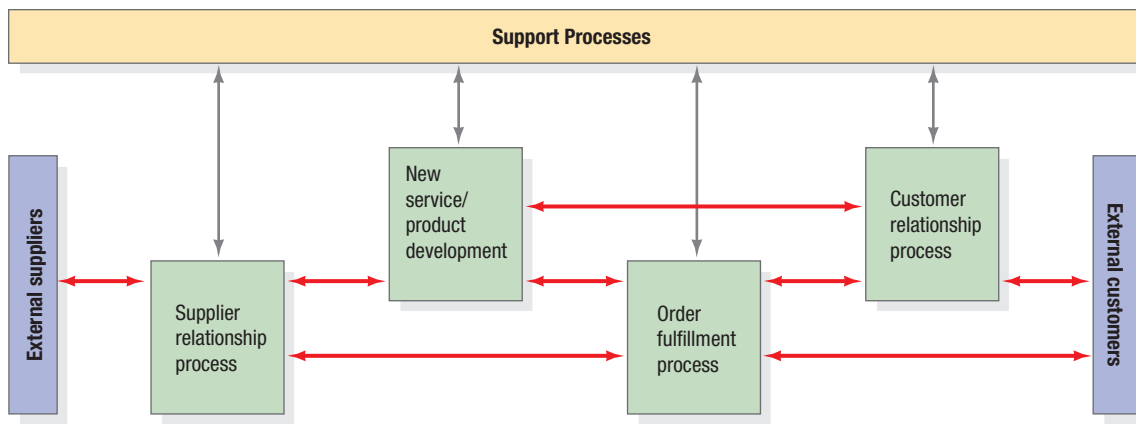 Support Processes
External suppliers
Supplier
relationship
process
New
service/
product
development
Order
fulfillment
process
Customer
relationship
process
External customers